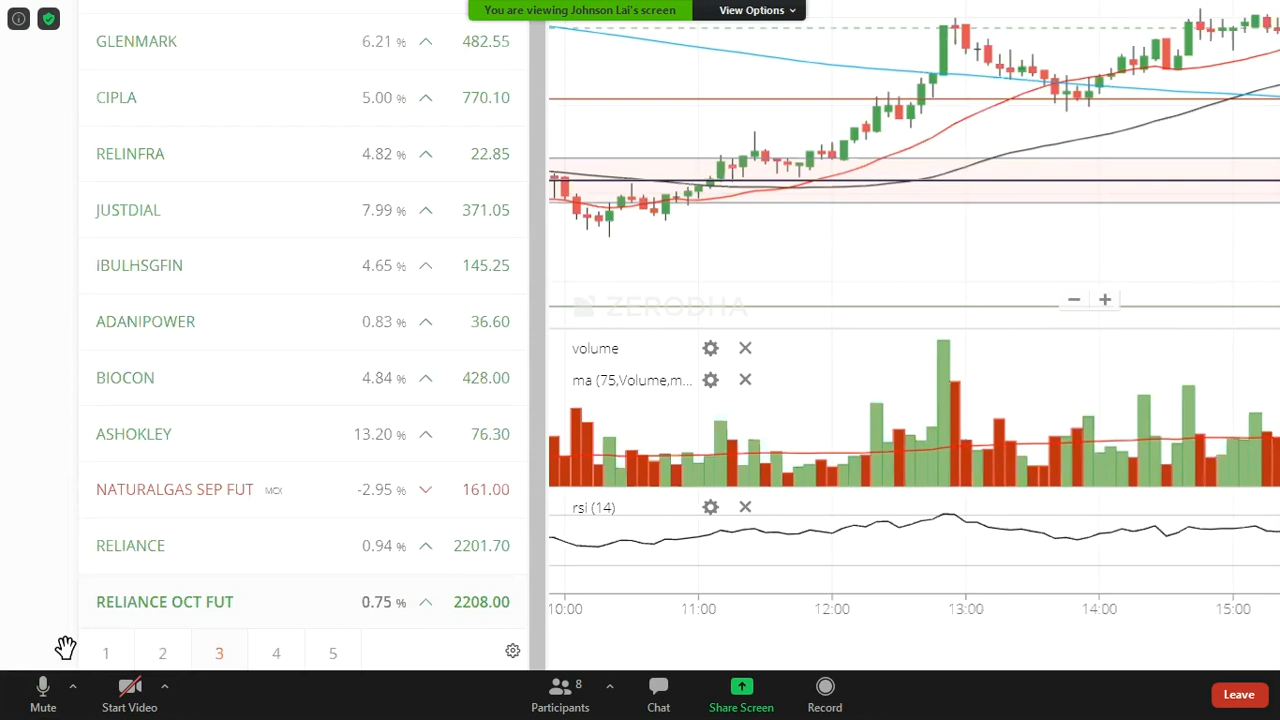 You are viewing Johnson Lai's screen
View Options
GLENMARK 6.21 % 482.55
CIPLA 5.00 % 770.10
RELINFRA 4.82 % 22.85
JUSTDIAL 7.99 % 371.05
IBULHSGFIN 4.65 % 145.25
ADANIPOWER 0.83 % 36.60
BIOCON 4.84 % 428.00
ASHOKLEY 13.20 % 76.30
NATURALGAS SEP FUT MCX -2.95 % 161.00
RELIANCE 0.94 % 2201.70
RELIANCE OCT FUT 0.75 % 2208.00
1 2 3 4 5
ZERODHA
volume
ma (75,Volume,m...
rsi (14)
10:00 11:00 12:00 13:00 14:00 15:00
Mute
Start Video
Participants 8
Chat
Share Screen
Record
Leave